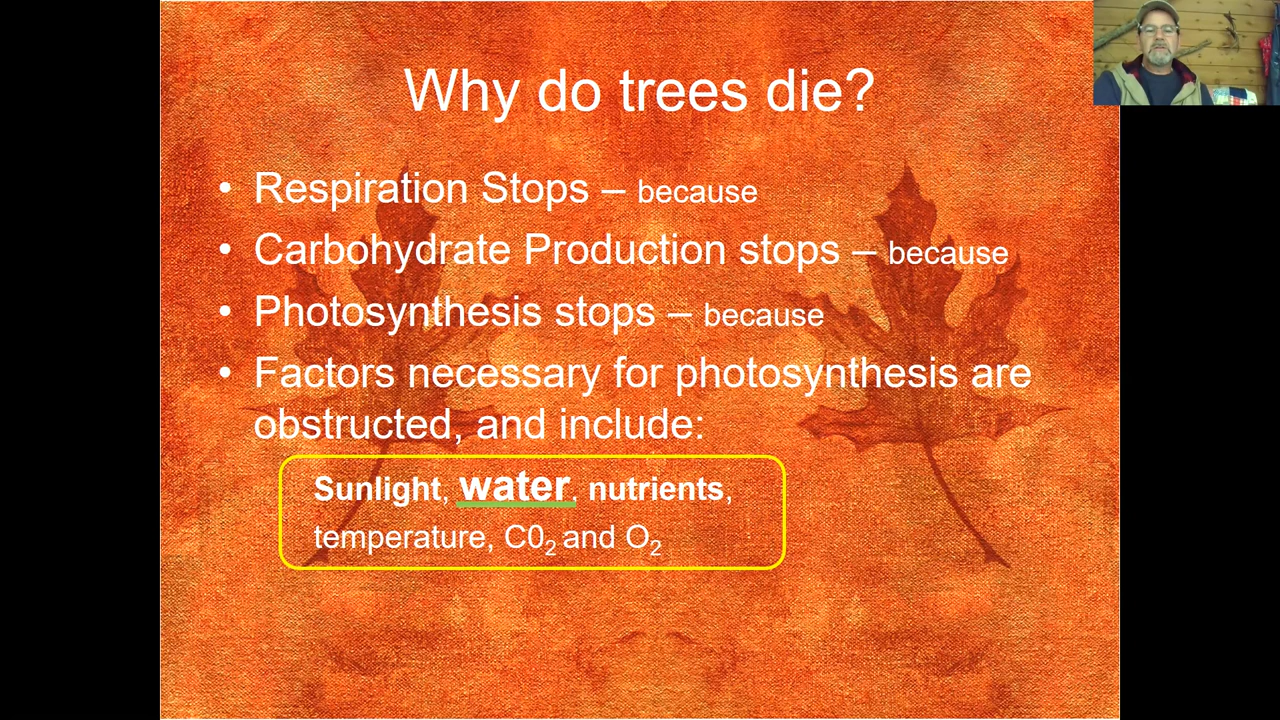 Why do trees die?
• Respiration Stops – because
• Carbohydrate Production stops – because
• Photosynthesis stops – because
• Factors necessary for photosynthesis are
obstructed, and include:
Sunlight, water, nutrients,
temperature, C0₂ and O₂